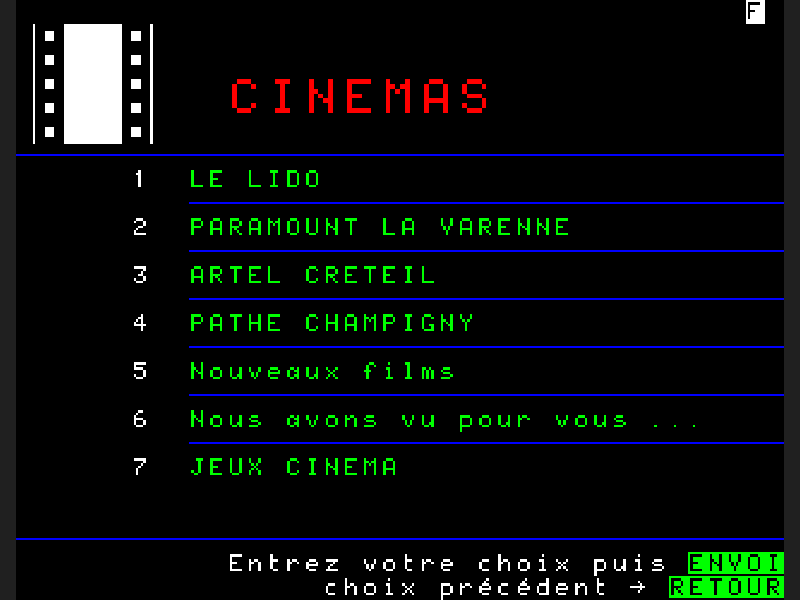 F
CINEMAS
1 LE LIDO
2 PARAMOUNT LA VARENNE
3 ARTEL CRETEIL
4 PATHE CHAMPIGNY
5 Nouveaux films
6 Nous avons vu pour vous ...
7 JEUX CINEMA
Entrez votre choix puis ENVOI
choix précédent → RETOUR